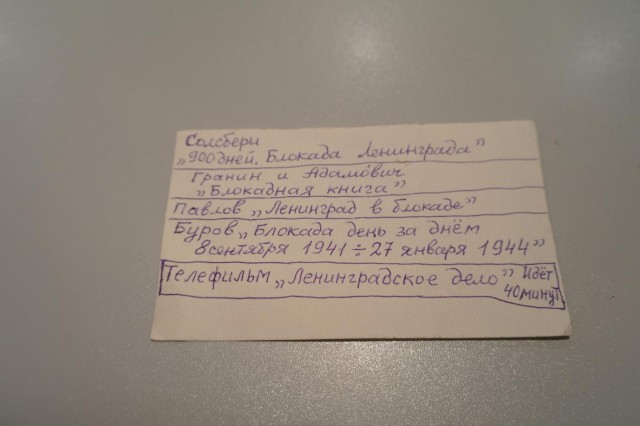 Солсбери
„900 дней. Блокада Ленинграда"
Гранин и Адамович
„Блокадная книга"
Павлов „Ленинград в блокаде"
Буров „Блокада день за днём
8 сентября 1941 ÷ 27 января 1944"
Телефильм „Ленинградское дело" идёт
40 минут